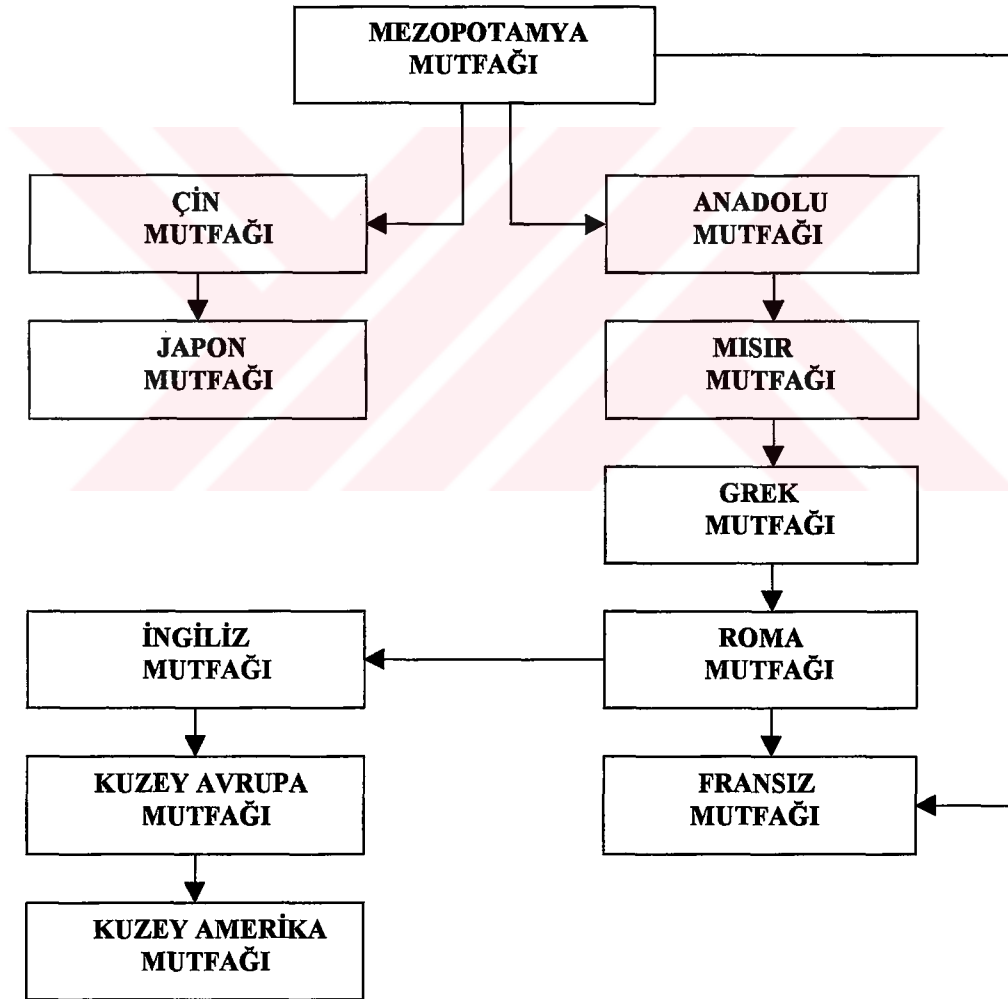 MEZOPOTAMYA
MUTFAĞI
ÇİN
MUTFAĞI
ANADOLU
MUTFAĞI
JAPON
MUTFAĞI
MISIR
MUTFAĞI
GREK
MUTFAĞI
İNGİLİZ
MUTFAĞI
ROMA
MUTFAĞI
KUZEY AVRUPA
MUTFAĞI
FRANSIZ
MUTFAĞI
KUZEY AMERİKA
MUTFAĞI